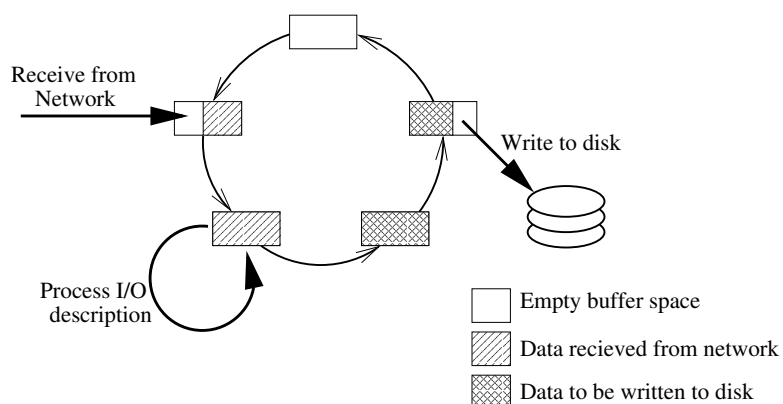 Receive from
Network
Write to disk
Process I/O
description
Empty buffer space
Data recieved from network
Data to be written to disk